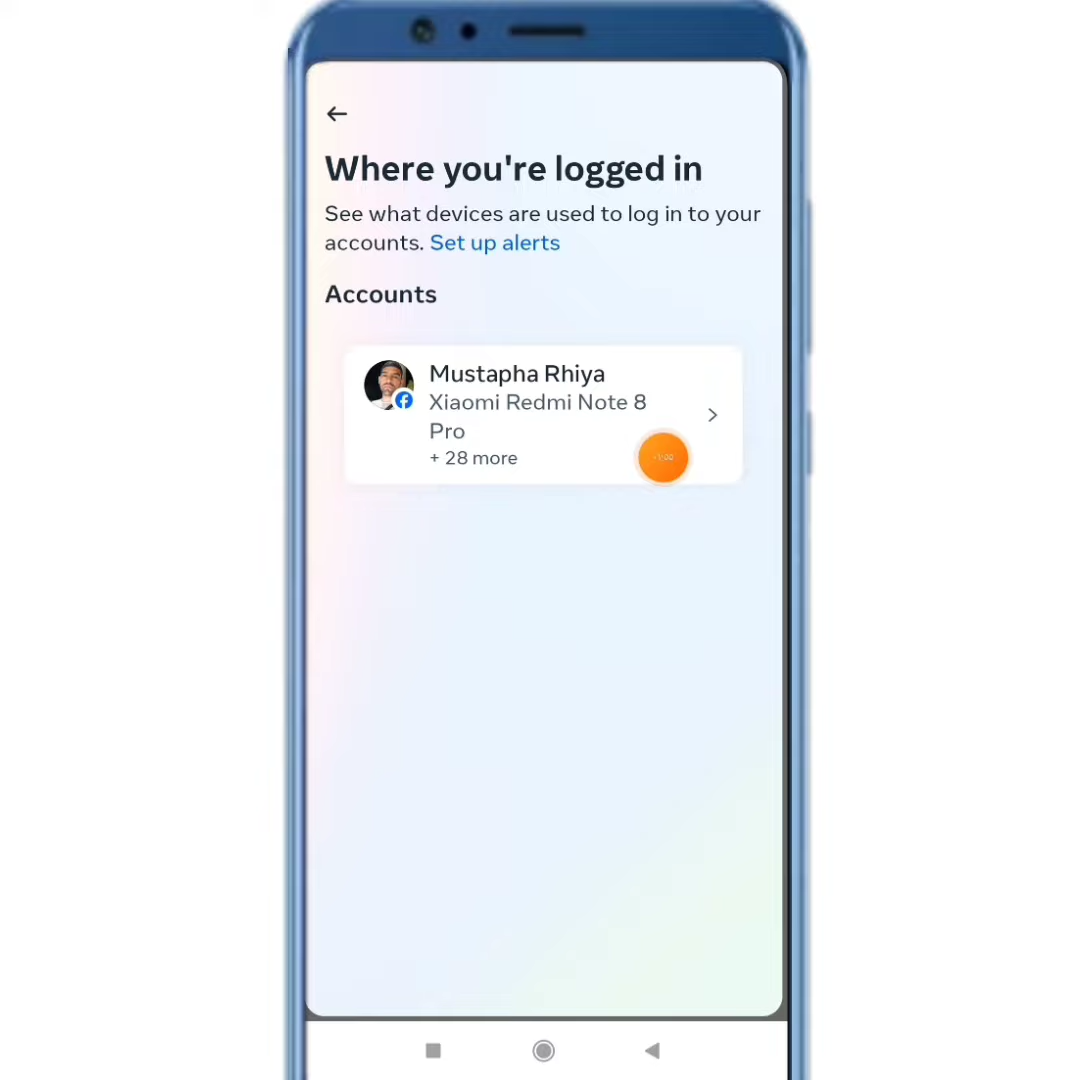 Where you're logged in
See what devices are used to log in to your
accounts. Set up alerts
Accounts
Mustapha Rhiya
Xiaomi Redmi Note 8
Pro
+ 28 more